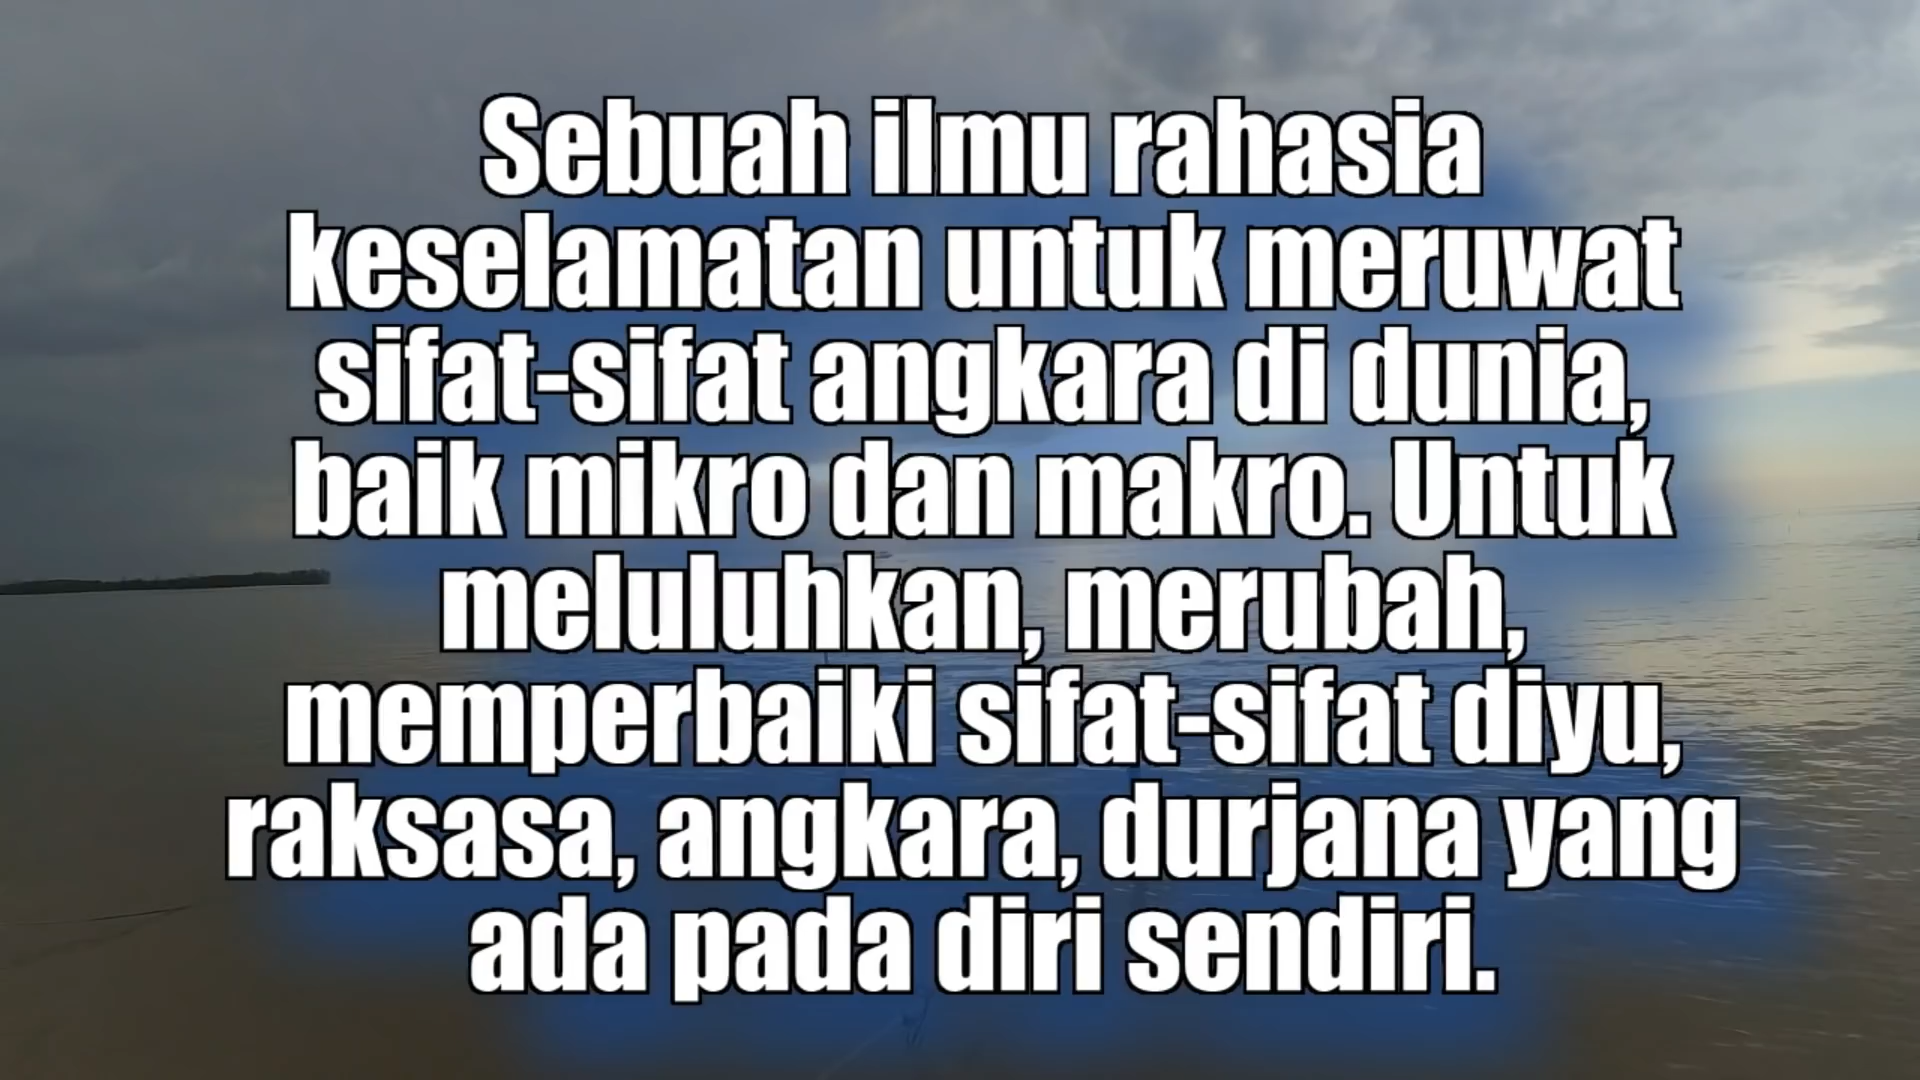 Sebuah ilmu rahasia
keselamatan untuk meruwat
sifat-sifat angkara di dunia,
baik mikro dan makro. Untuk
meluluhkan, merubah,
memperbaiki sifat-sifat diyu,
raksasa, angkara, durjana yang
ada pada diri sendiri.